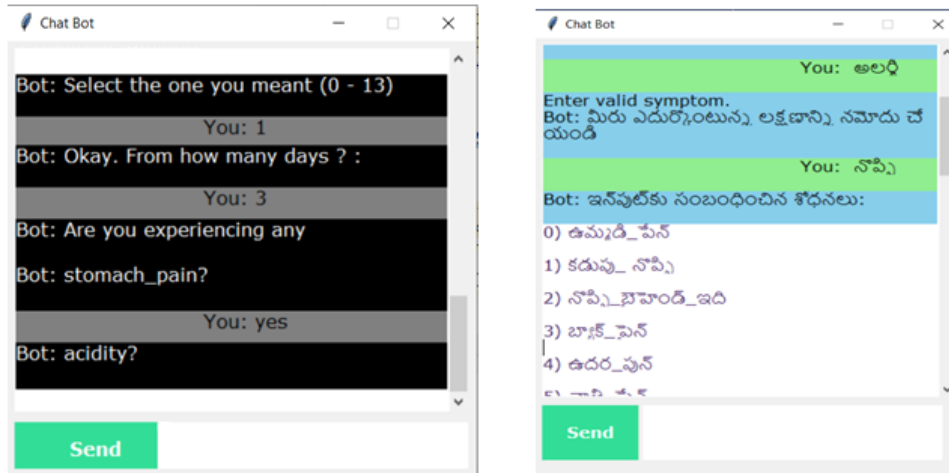 Chat Bot
Bot: Select the one you meant (0 - 13)
You: 1
Bot: Okay. From how many days ? :
You: 3
Bot: Are you experiencing any
Bot: stomach_pain?
You: yes
Bot: acidity?
Send
Chat Bot
You: అలర్జీ
Enter valid symptom.
Bot: మీరు ఎదుర్కొంటున్న లక్షణాన్ని నమోదు చే
యండి
You: నొప్పి
Bot: ఇన్‌పుట్‌కు సంబంధించిన శోధనలు:
0) ఉమ్మడి_పేన్
1) కడుపు_ నొప్పి
2) నొప్పి_బైహెండ్_ఇది
3) బ్యాక్_పైన్
4) ఉదర_పున్
Send